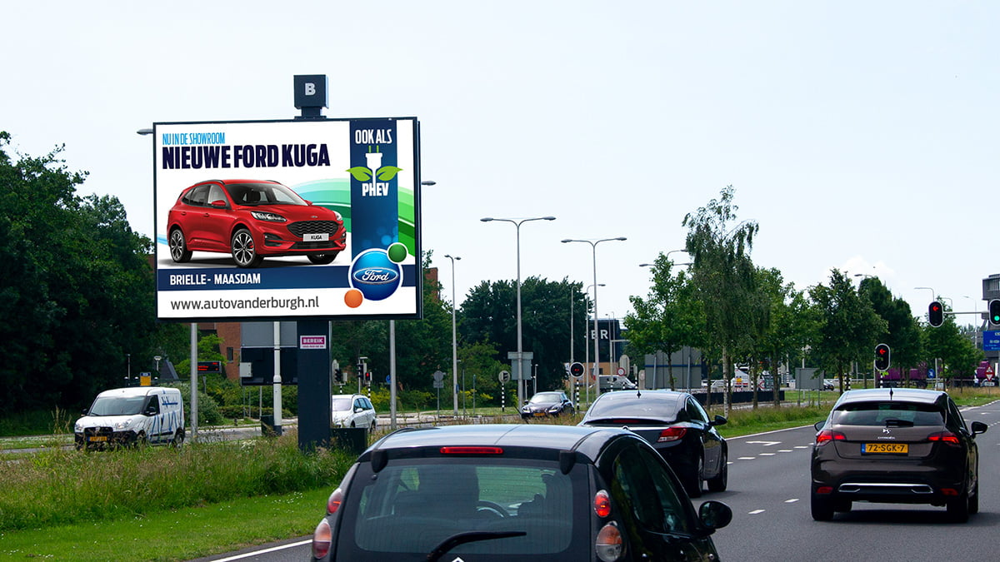 B
NU IN DE SHOWROOM
NIEUWE FORD KUGA
OOK ALS
PHEV
KUGA
BRIELLE - MAASDAM
Ford
www.autovanderburgh.nl
BEREIK
72-SGK-7